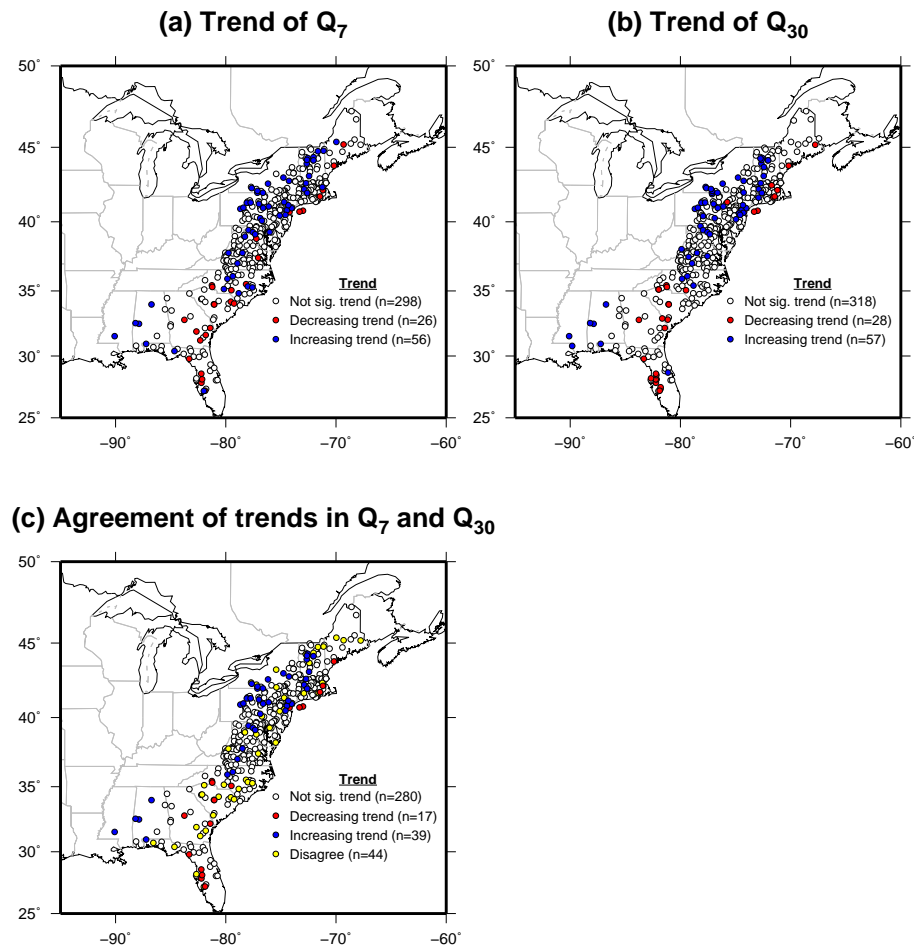 (a) Trend of Q7
50˚
45˚
40˚
35˚
30˚
25˚
−90˚ −80˚ −70˚ −60˚
Trend
Not sig. trend (n=298)
Decreasing trend (n=26)
Increasing trend (n=56)
(b) Trend of Q30
50˚
45˚
40˚
35˚
30˚
25˚
−90˚ −80˚ −70˚ −60˚
Trend
Not sig. trend (n=318)
Decreasing trend (n=28)
Increasing trend (n=57)
(c) Agreement of trends in Q7 and Q30
50˚
45˚
40˚
35˚
30˚
25˚
−90˚ −80˚ −70˚ −60˚
Trend
Not sig. trend (n=280)
Decreasing trend (n=17)
Increasing trend (n=39)
Disagree (n=44)